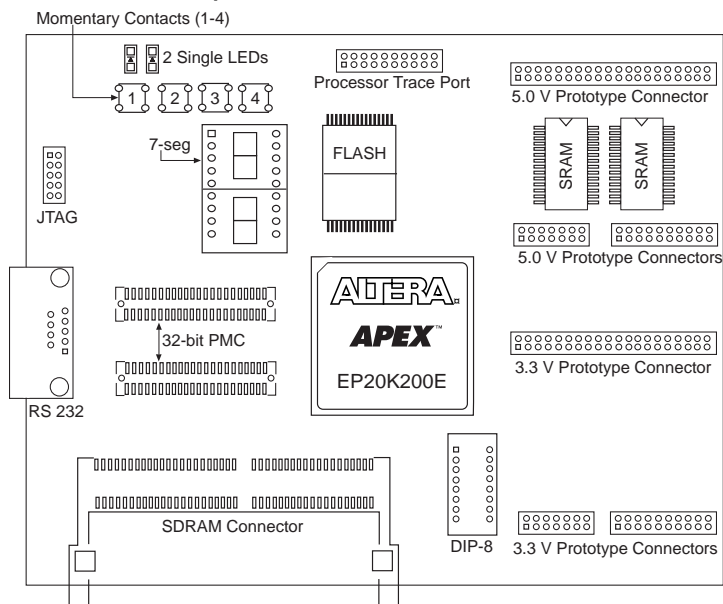 Momentary Contacts (1-4)
2 Single LEDs
1 2 3 4
Processor Trace Port
5.0 V Prototype Connector
7-seg
FLASH
SRAM
SRAM
JTAG
5.0 V Prototype Connectors
ALTERA
APEX™
EP20K200E
32-bit PMC
3.3 V Prototype Connector
RS 232
SDRAM Connector
DIP-8
3.3 V Prototype Connectors